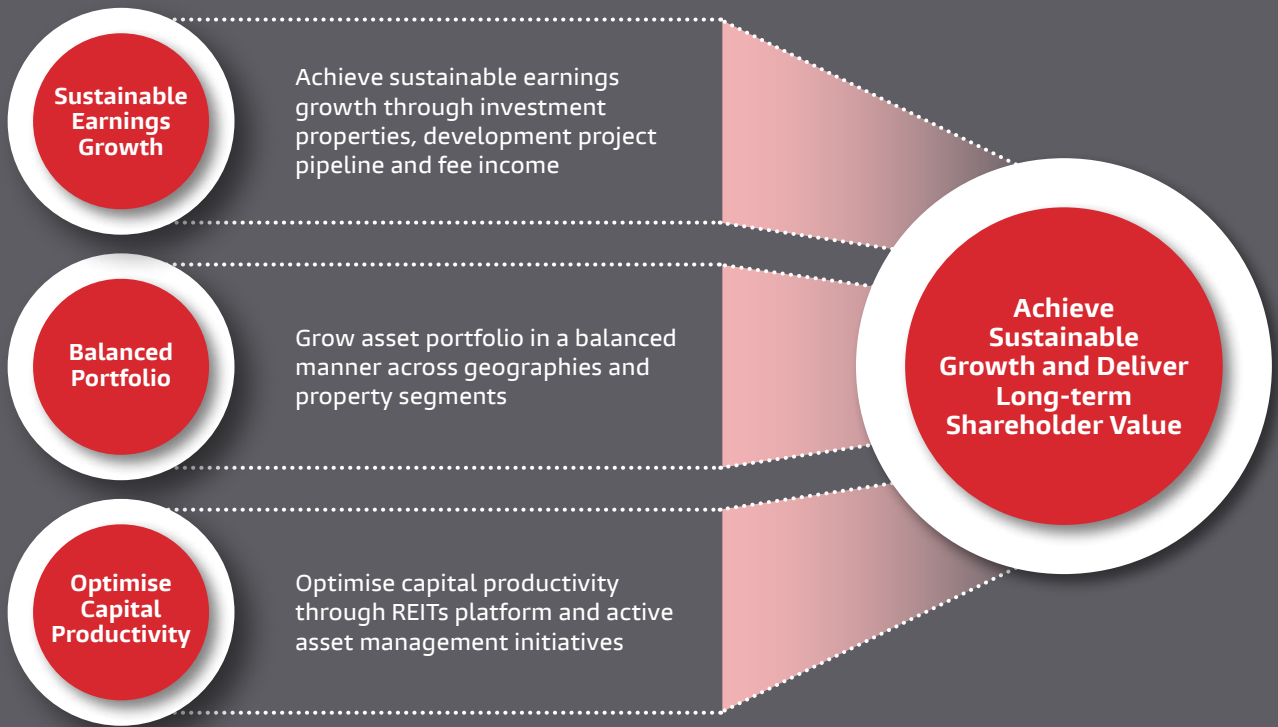 Sustainable
Earnings
Growth
Achieve sustainable earnings
growth through investment
properties, development project
pipeline and fee income
Balanced
Portfolio
Grow asset portfolio in a balanced
manner across geographies and
property segments
Optimise
Capital
Productivity
Optimise capital productivity
through REITs platform and active
asset management initiatives
Achieve
Sustainable
Growth and Deliver
Long-term
Shareholder Value